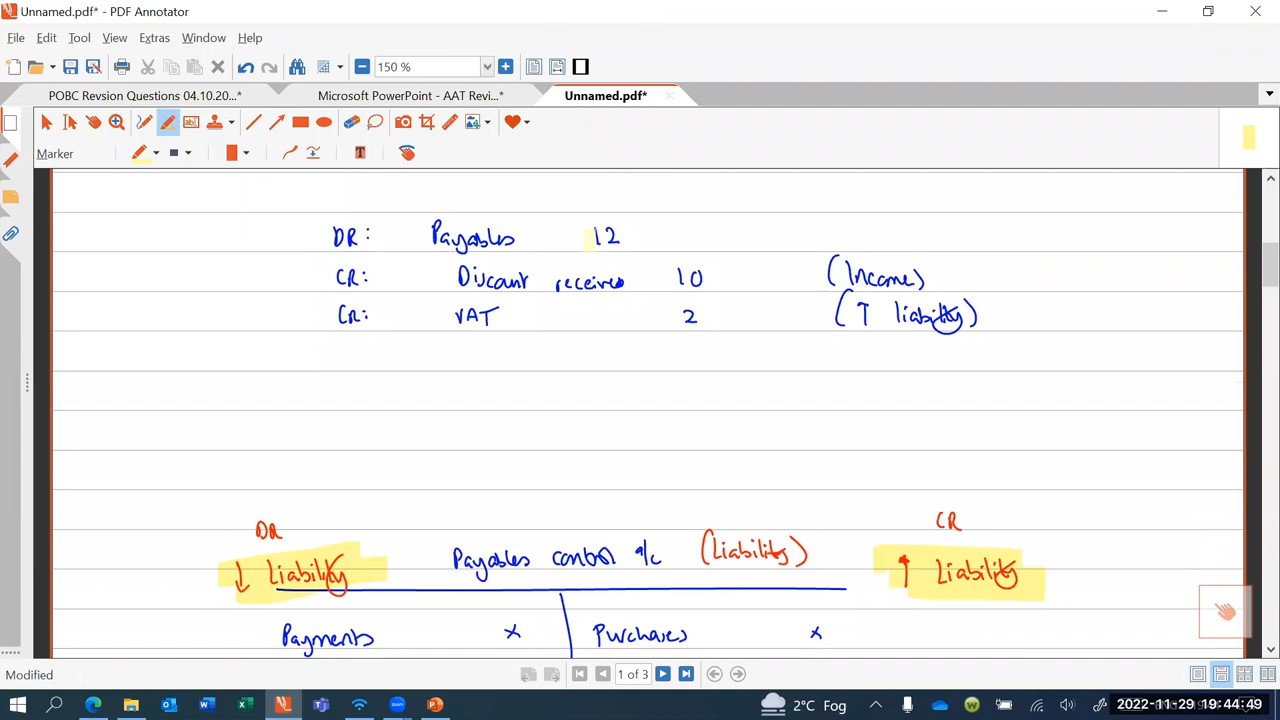 Unnamed.pdf* - PDF Annotator
File Edit Tool View Extras Window Help
150 %
POBC Revsion Questions 04.10.20...* Microsoft PowerPoint - AAT Revi...* Unnamed.pdf*
Marker
DR: Payables 12
CR: Discount received 10 (Income)
CR: VAT 2 (↑ liability)
DR CR
↓ Liability Payables control a/c (Liability) ↑ Liability
Payments x Purchases x
Modified 1 of 3
2°C Fog 2022-11-29 19:44:49